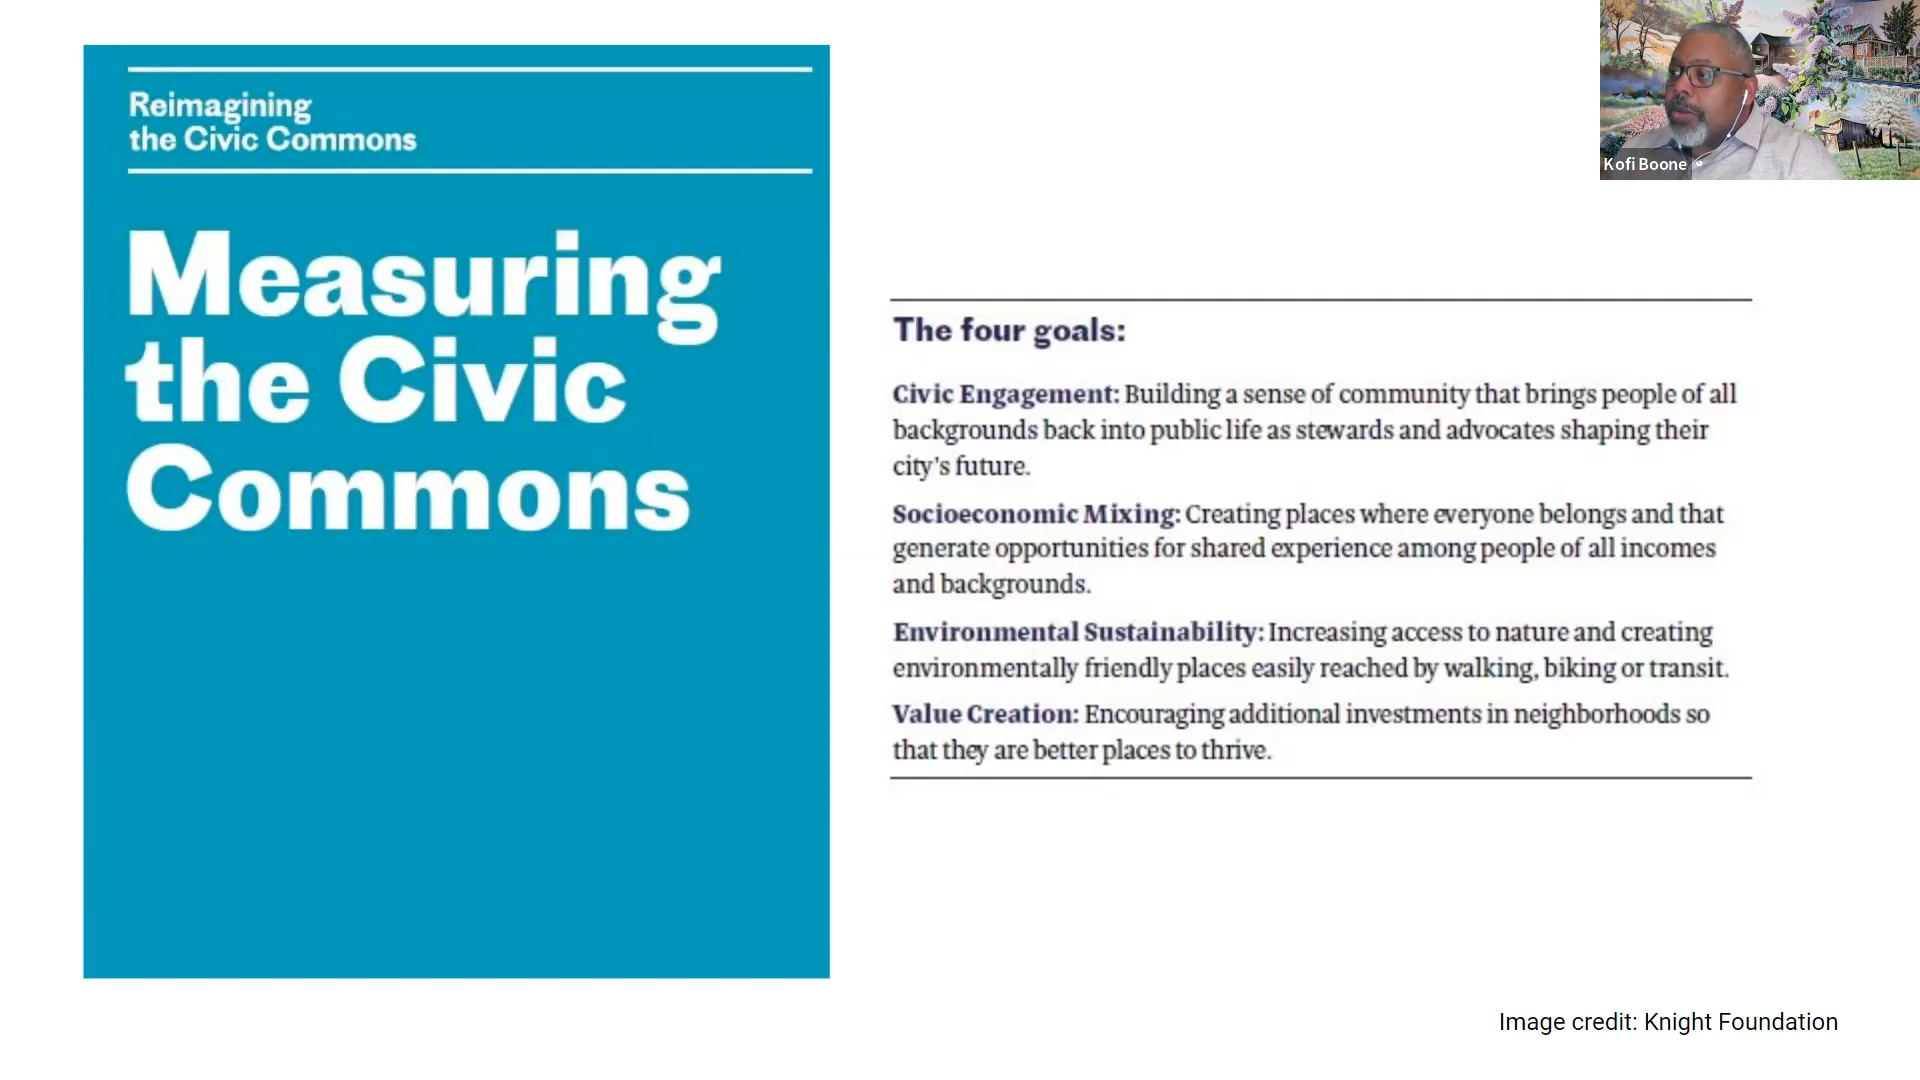 Reimagining
the Civic Commons
Measuring
the Civic
Commons
The four goals:
Civic Engagement: Building a sense of community that brings people of all
backgrounds back into public life as stewards and advocates shaping their
city's future.
Socioeconomic Mixing: Creating places where everyone belongs and that
generate opportunities for shared experience among people of all incomes
and backgrounds.
Environmental Sustainability: Increasing access to nature and creating
environmentally friendly places easily reached by walking, biking or transit.
Value Creation: Encouraging additional investments in neighborhoods so
that they are better places to thrive.
Kofi Boone
Image credit: Knight Foundation